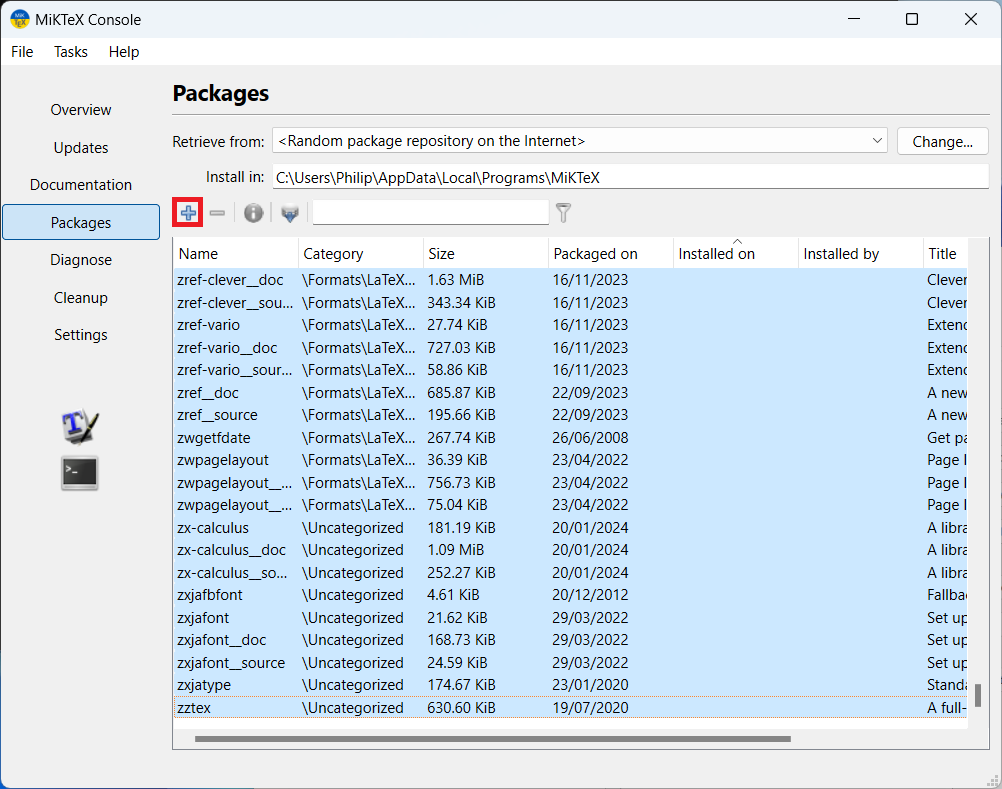 MiKTeX Console
File Tasks Help
Overview
Updates
Documentation
Packages
Diagnose
Cleanup
Settings
Packages
Retrieve from: <Random package repository on the Internet> Change...
Install in: C:\Users\Philip\AppData\Local\Programs\MiKTeX
Name Category Size Packaged on Installed on Installed by Title
zref-clever__doc \Formats\LaTeX... 1.63 MiB 16/11/2023 Clever
zref-clever__sou... \Formats\LaTeX... 343.34 KiB 16/11/2023 Clever
zref-vario \Formats\LaTeX... 27.74 KiB 16/11/2023 Extend
zref-vario__doc \Formats\LaTeX... 727.03 KiB 16/11/2023 Extend
zref-vario__sour... \Formats\LaTeX... 58.86 KiB 16/11/2023 Extend
zref__doc \Formats\LaTeX... 685.87 KiB 22/09/2023 A new
zref__source \Formats\LaTeX... 195.66 KiB 22/09/2023 A new
zwgetfdate \Formats\LaTeX... 267.74 KiB 26/06/2008 Get pa
zwpagelayout \Formats\LaTeX... 36.39 KiB 23/04/2022 Page l
zwpagelayout__... \Formats\LaTeX... 756.73 KiB 23/04/2022 Page l
zwpagelayout__... \Formats\LaTeX... 75.04 KiB 23/04/2022 Page l
zx-calculus \Uncategorized 181.19 KiB 20/01/2024 A libra
zx-calculus__doc \Uncategorized 1.09 MiB 20/01/2024 A libra
zx-calculus__so... \Uncategorized 252.27 KiB 20/01/2024 A libra
zxjafbfont \Uncategorized 4.61 KiB 20/12/2012 Fallba
zxjafont \Uncategorized 21.62 KiB 29/03/2022 Set up
zxjafont__doc \Uncategorized 168.73 KiB 29/03/2022 Set up
zxjafont__source \Uncategorized 24.59 KiB 29/03/2022 Set up
zxjatype \Uncategorized 174.67 KiB 23/01/2020 Standa
zztex \Uncategorized 630.60 KiB 19/07/2020 A full-